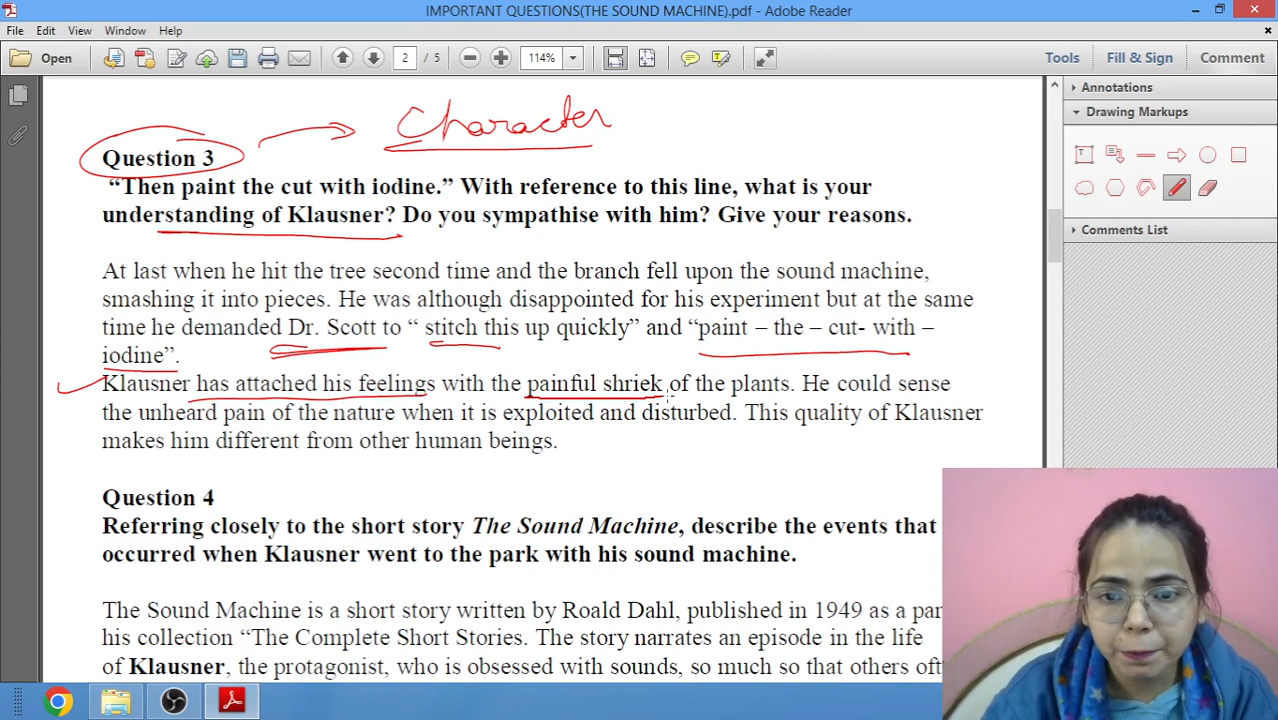 IMPORTANT QUESTIONS(THE SOUND MACHINE).pdf - Adobe Reader
File Edit View Window Help
Open 2 / 5 114% Tools Fill & Sign Comment
Annotations
Drawing Markups
Comments List
Character
Question 3
“Then paint the cut with iodine.” With reference to this line, what is your
understanding of Klausner? Do you sympathise with him? Give your reasons.
At last when he hit the tree second time and the branch fell upon the sound machine,
smashing it into pieces. He was although disappointed for his experiment but at the same
time he demanded Dr. Scott to “ stitch this up quickly” and “paint – the – cut- with –
iodine”.
Klausner has attached his feelings with the painful shriek of the plants. He could sense
the unheard pain of the nature when it is exploited and disturbed. This quality of Klausner
makes him different from other human beings.
Question 4
Referring closely to the short story The Sound Machine, describe the events that
occurred when Klausner went to the park with his sound machine.
The Sound Machine is a short story written by Roald Dahl, published in 1949 as a par
his collection “The Complete Short Stories. The story narrates an episode in the life
of Klausner, the protagonist, who is obsessed with sounds, so much so that others oft